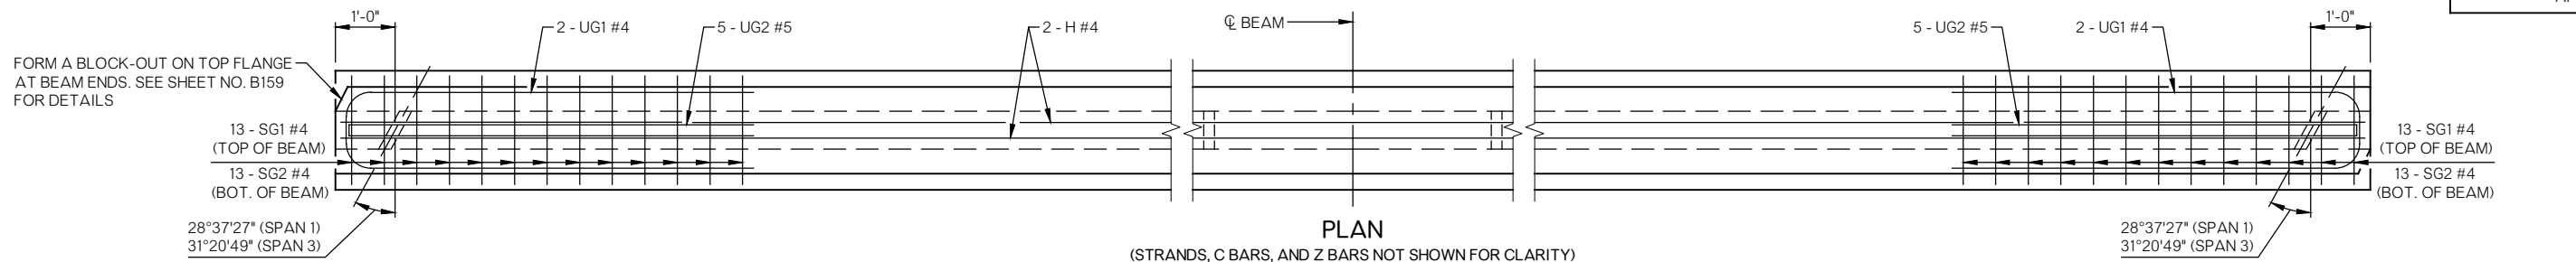 1'-0"
2 - UG1 #4
5 - UG2 #5
2 - H #4
℄ BEAM
5 - UG2 #5
2 - UG1 #4
1'-0"
FORM A BLOCK-OUT ON TOP FLANGE
AT BEAM ENDS. SEE SHEET NO. B159
FOR DETAILS
13 - SG1 #4
(TOP OF BEAM)
13 - SG2 #4
(BOT. OF BEAM)
28°37'27" (SPAN 1)
31°20'49" (SPAN 3)
13 - SG1 #4
(TOP OF BEAM)
13 - SG2 #4
(BOT. OF BEAM)
28°37'27" (SPAN 1)
31°20'49" (SPAN 3)
PLAN
(STRANDS, C BARS, AND Z BARS NOT SHOWN FOR CLARITY)